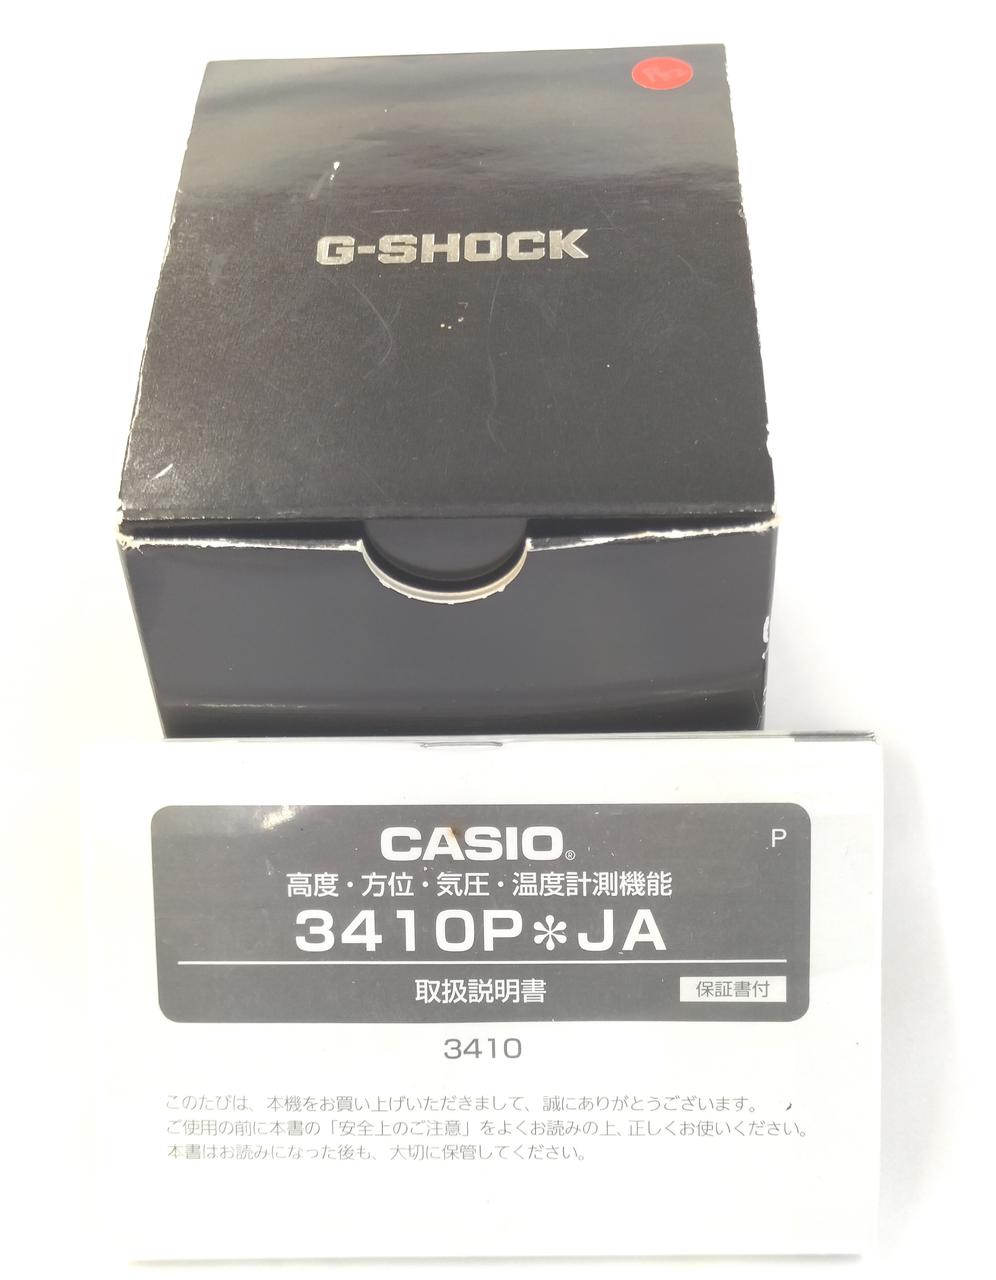 G-SHOCK
CASIO®
P
高度・方位・気圧・温度計測機能
3410P✽JA
取扱説明書
保証書付
3410
このたびは、本機をお買い上げいただきまして、誠にありがとうございます。
ご使用の前に本書の「安全上のご注意」をよくお読みの上、正しくお使いください。
本書はお読みになった後も、大切に保管してください。